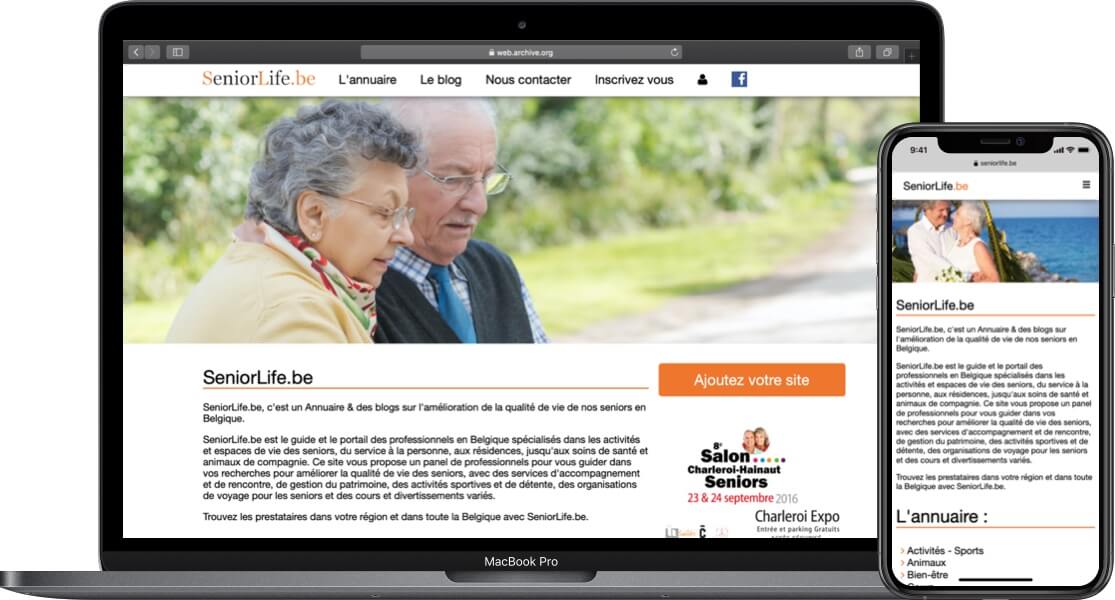 web.archive.org
SeniorLife.be
L'annuaire
Le blog
Nous contacter
Inscrivez vous
f
SeniorLife.be
Ajoutez votre site
SeniorLife.be, c'est un Annuaire & des blogs sur l'amélioration de la qualité de vie de nos seniors en
Belgique.
SeniorLife.be est le guide et le portail des professionnels en Belgique spécialisés dans les activités
et espaces de vie des seniors, du service à la personne, aux résidences, jusqu'aux soins de santé et
animaux de compagnie. Ce site vous propose un panel de professionnels pour vous guider dans
vos recherches pour améliorer la qualité de vie des seniors, avec des services d'accompagnement
et de rencontre, de gestion du patrimoine, des activités sportives et de détente, des organisations
de voyage pour les seniors et des cours et divertissements variés.
Trouvez les prestataires dans votre région et dans toute la Belgique avec SeniorLife.be.
8e
Salon
Charleroi-Hainaut
Seniors
23 & 24 septembre 2016
Charleroi Expo
Entrée et parking Gratuits
MacBook Pro
9:41
seniorlife.be
SeniorLife.be
SeniorLife.be
SeniorLife.be, c'est un Annuaire & des blogs sur
l'amélioration de la qualité de vie de nos seniors en
Belgique.
SeniorLife.be est le guide et le portail des
professionnels en Belgique spécialisés dans les
activités et espaces de vie des seniors, du service à la
personne, aux résidences, jusqu'aux soins de santé et
animaux de compagnie. Ce site vous propose un panel
de professionnels pour vous guider dans vos
recherches pour améliorer la qualité de vie des seniors,
avec des services d'accompagnement et de rencontre,
de gestion du patrimoine, des activités sportives et de
détente, des organisations de voyage pour les seniors
et des cours et divertissements variés.
Trouvez les prestataires dans votre région et dans toute
la Belgique avec SeniorLife.be.
L'annuaire :
Activités - Sports
Animaux
Bien-être